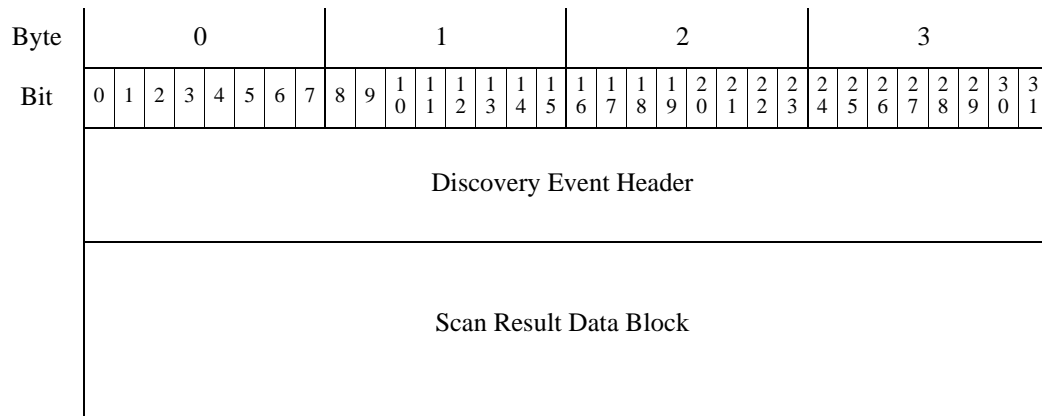 Byte 0 1 2 3
Bit 0 1 2 3 4 5 6 7 8 9 10 11 12 13 14 15 16 17 18 19 20 21 22 23 24 25 26 27 28 29 30 31
Discovery Event Header
Scan Result Data Block